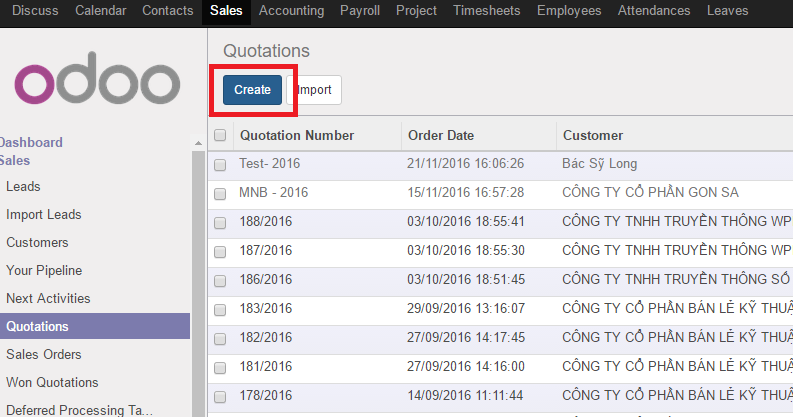 Discuss Calendar Contacts Sales Accounting Payroll Project Timesheets Employees Attendances Leaves
odoo
Dashboard
Sales
Leads
Import Leads
Customers
Your Pipeline
Next Activities
Quotations
Sales Orders
Won Quotations
Deferred Processing Ta...
Quotations
Create Import
Quotation Number Order Date Customer
Test- 2016 21/11/2016 16:06:26 Bác Sỹ Long
MNB - 2016 15/11/2016 16:57:28 CÔNG TY CỔ PHẦN GON SA
188/2016 03/10/2016 18:55:41 CÔNG TY TNHH TRUYỀN THÔNG WP
187/2016 03/10/2016 18:55:30 CÔNG TY TNHH TRUYỀN THÔNG WP
186/2016 03/10/2016 18:51:45 CÔNG TY TNHH TRUYỀN THÔNG SỐ
183/2016 29/09/2016 13:16:07 CÔNG TY CỔ PHẦN BÁN LẺ KỸ THUẬ
182/2016 27/09/2016 14:17:45 CÔNG TY CỔ PHẦN BÁN LẺ KỸ THUẬ
181/2016 27/09/2016 14:16:00 CÔNG TY CỔ PHẦN BÁN LẺ KỸ THUẬ
178/2016 14/09/2016 11:11:44 CÔNG TY CỔ PHẦN BÁN LẺ KỸ THUẬ